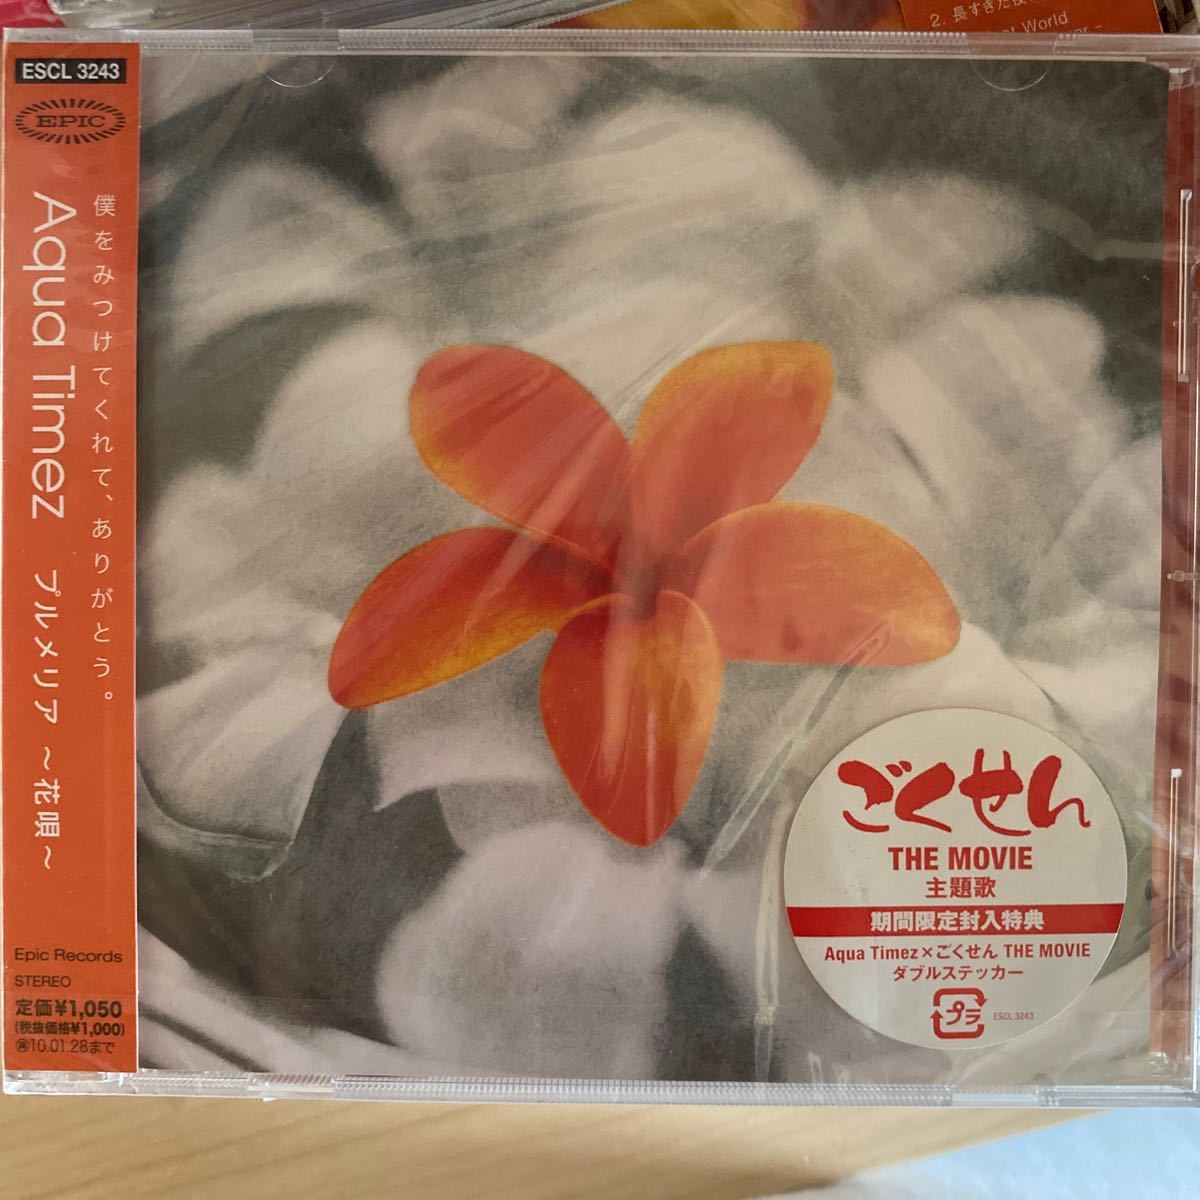 2. 長すぎた夜
World
ESCL 3243
EPIC
僕をみつけてくれて、ありがとう。
Aqua Timez プルメリア ~花唄~
Epic Records
STEREO
定価¥1,050
(税抜価格¥1,000)
再10.01.28まで
ごくせん
THE MOVIE
主題歌
期間限定封入特典
Aqua Timez×ごくせん THE MOVIE
ダブルステッカー
プラ
ESCL 3243